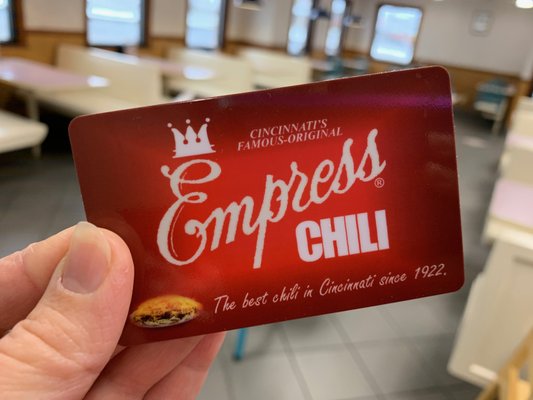 CINCINNATI'S
FAMOUS-ORIGINAL
Empress®
CHILI
The best chili in Cincinnati since 1922.